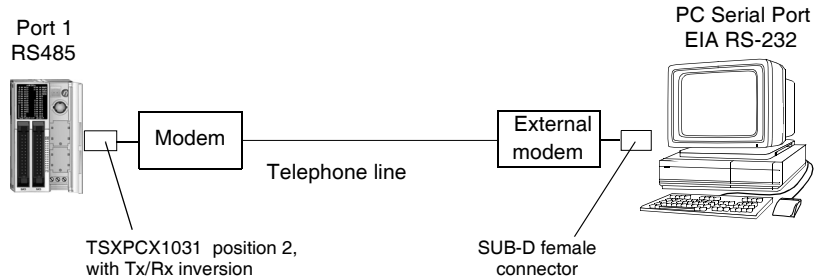 Port 1
RS485
PC Serial Port
EIA RS-232
Modem
External
modem
Telephone line
TSXPCX1031 position 2,
with Tx/Rx inversion
SUB-D female
connector